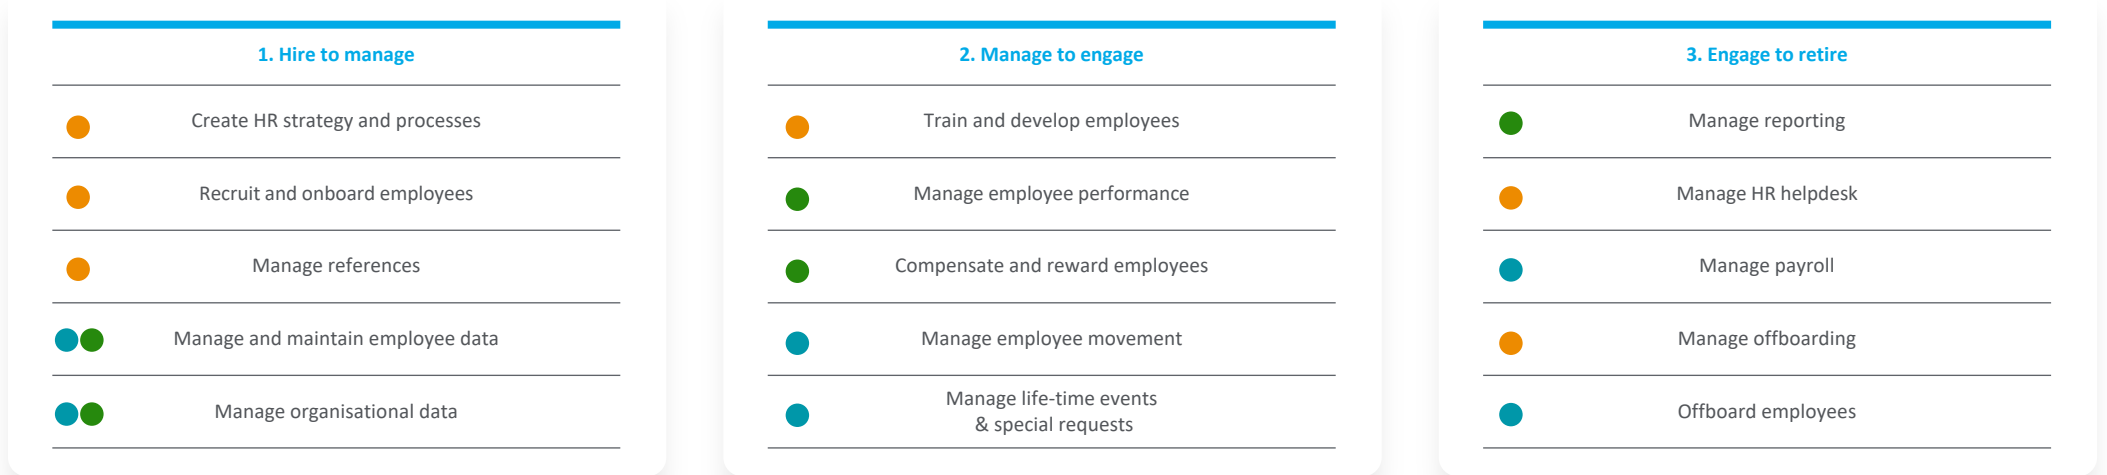 1. Hire to manage
Create HR strategy and processes
Recruit and onboard employees
Manage references
Manage and maintain employee data
Manage organisational data
2. Manage to engage
Train and develop employees
Manage employee performance
Compensate and reward employees
Manage employee movement
Manage life-time events
& special requests
3. Engage to retire
Manage reporting
Manage HR helpdesk
Manage payroll
Manage offboarding
Offboard employees